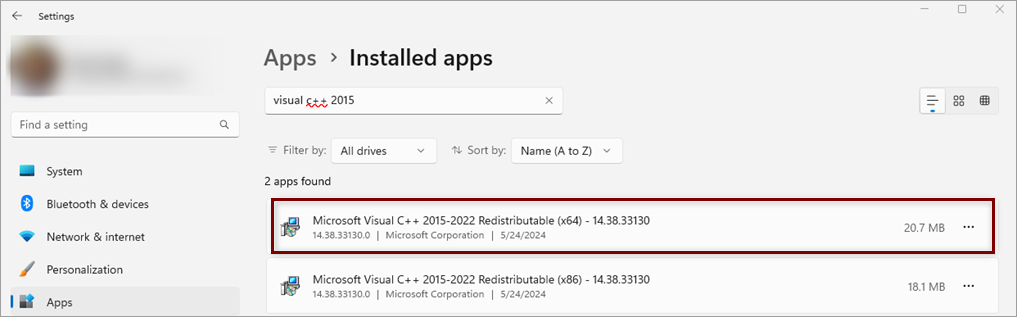 Settings
Apps > Installed apps
visual c++ 2015
Find a setting
Filter by: All drives Sort by: Name (A to Z)
2 apps found
System
Bluetooth & devices
Network & internet
Personalization
Apps
Microsoft Visual C++ 2015-2022 Redistributable (x64) - 14.38.33130
14.38.33130.0 | Microsoft Corporation | 5/24/2024
20.7 MB
Microsoft Visual C++ 2015-2022 Redistributable (x86) - 14.38.33130
14.38.33130.0 | Microsoft Corporation | 5/24/2024
18.1 MB